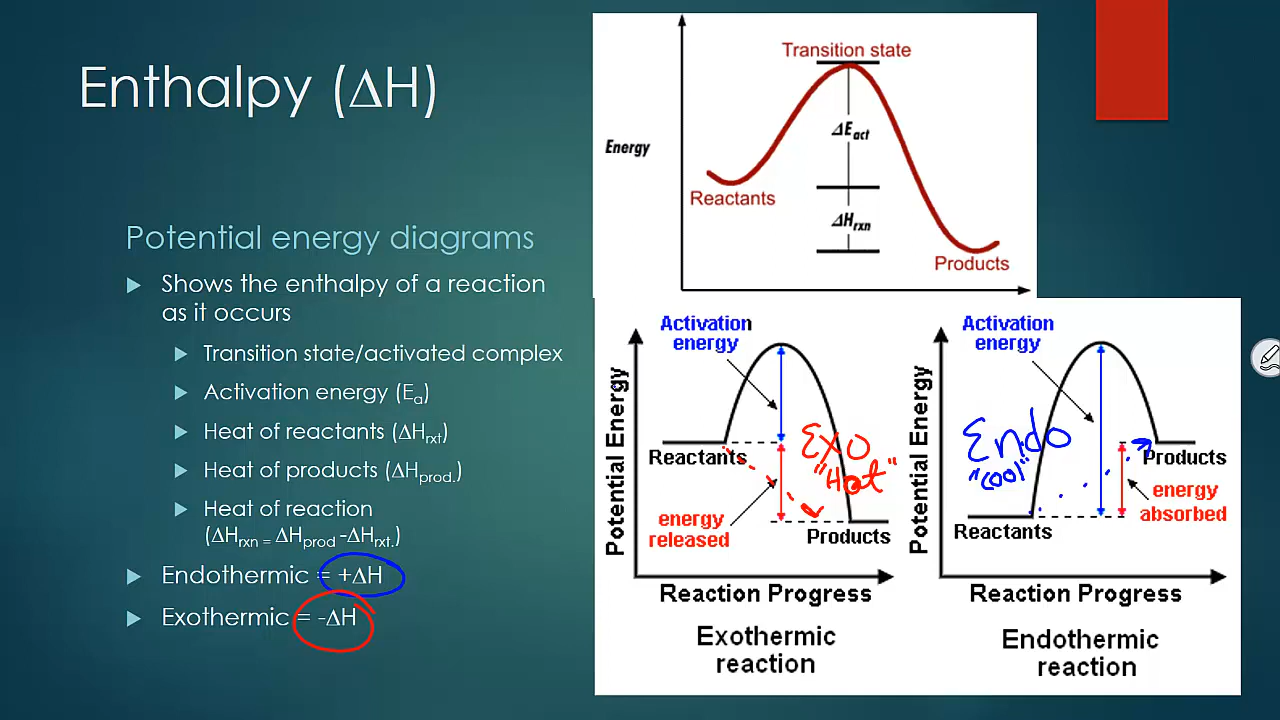 Enthalpy (ΔH)
Potential energy diagrams
Shows the enthalpy of a reaction
as it occurs
Transition state/activated complex
Activation energy (Ea)
Heat of reactants (ΔHrxt)
Heat of products (ΔHprod.)
Heat of reaction
(ΔHrxn = ΔHprod -ΔHrxt.)
Endothermic = +ΔH
Exothermic = -ΔH
Transition state
ΔEact
Energy
Reactants
ΔHrxn
Products
Activation
energy
Potential Energy
Reactants
Exo
"Hot"
energy
released
Products
Reaction Progress
Exothermic
reaction
Activation
energy
Potential Energy
Endo
"cool"
Products
energy
absorbed
Reactants
Reaction Progress
Endothermic
reaction